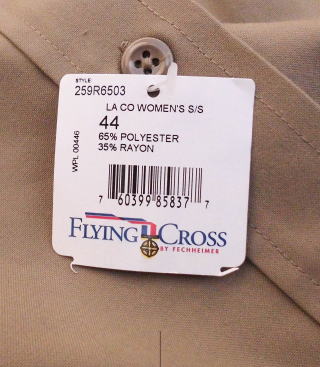 STYLE
259R6503
LA CO WOMEN'S S/S
44
65% POLYESTER
35% RAYON
WPL 00446
7 60399 85837 7
FLYING CROSS
BY FECHHEIMER